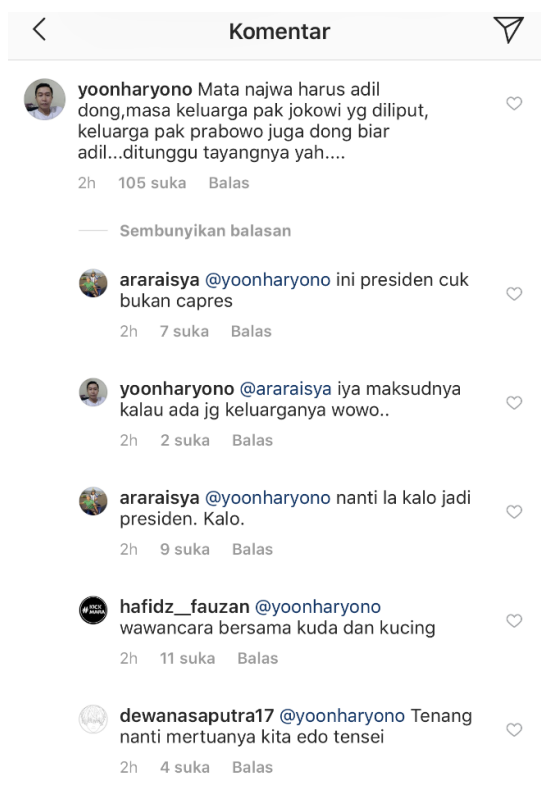 Komentar
yoonharyono Mata najwa harus adil
dong,masa keluarga pak jokowi yg diliput,
keluarga pak prabowo juga dong biar
adil...ditunggu tayangnya yah....
2h 105 suka Balas
Sembunyikan balasan
araraisya @yoonharyono ini presiden cuk
bukan capres
2h 7 suka Balas
yoonharyono @araraisya iya maksudnya
kalau ada jg keluarganya wowo..
2h 2 suka Balas
araraisya @yoonharyono nanti la kalo jadi
presiden. Kalo.
2h 9 suka Balas
#KICK
.MARA
hafidz__fauzan @yoonharyono
wawancara bersama kuda dan kucing
2h 11 suka Balas
dewanasaputra17 @yoonharyono Tenang
nanti mertuanya kita edo tensei
2h 4 suka Balas